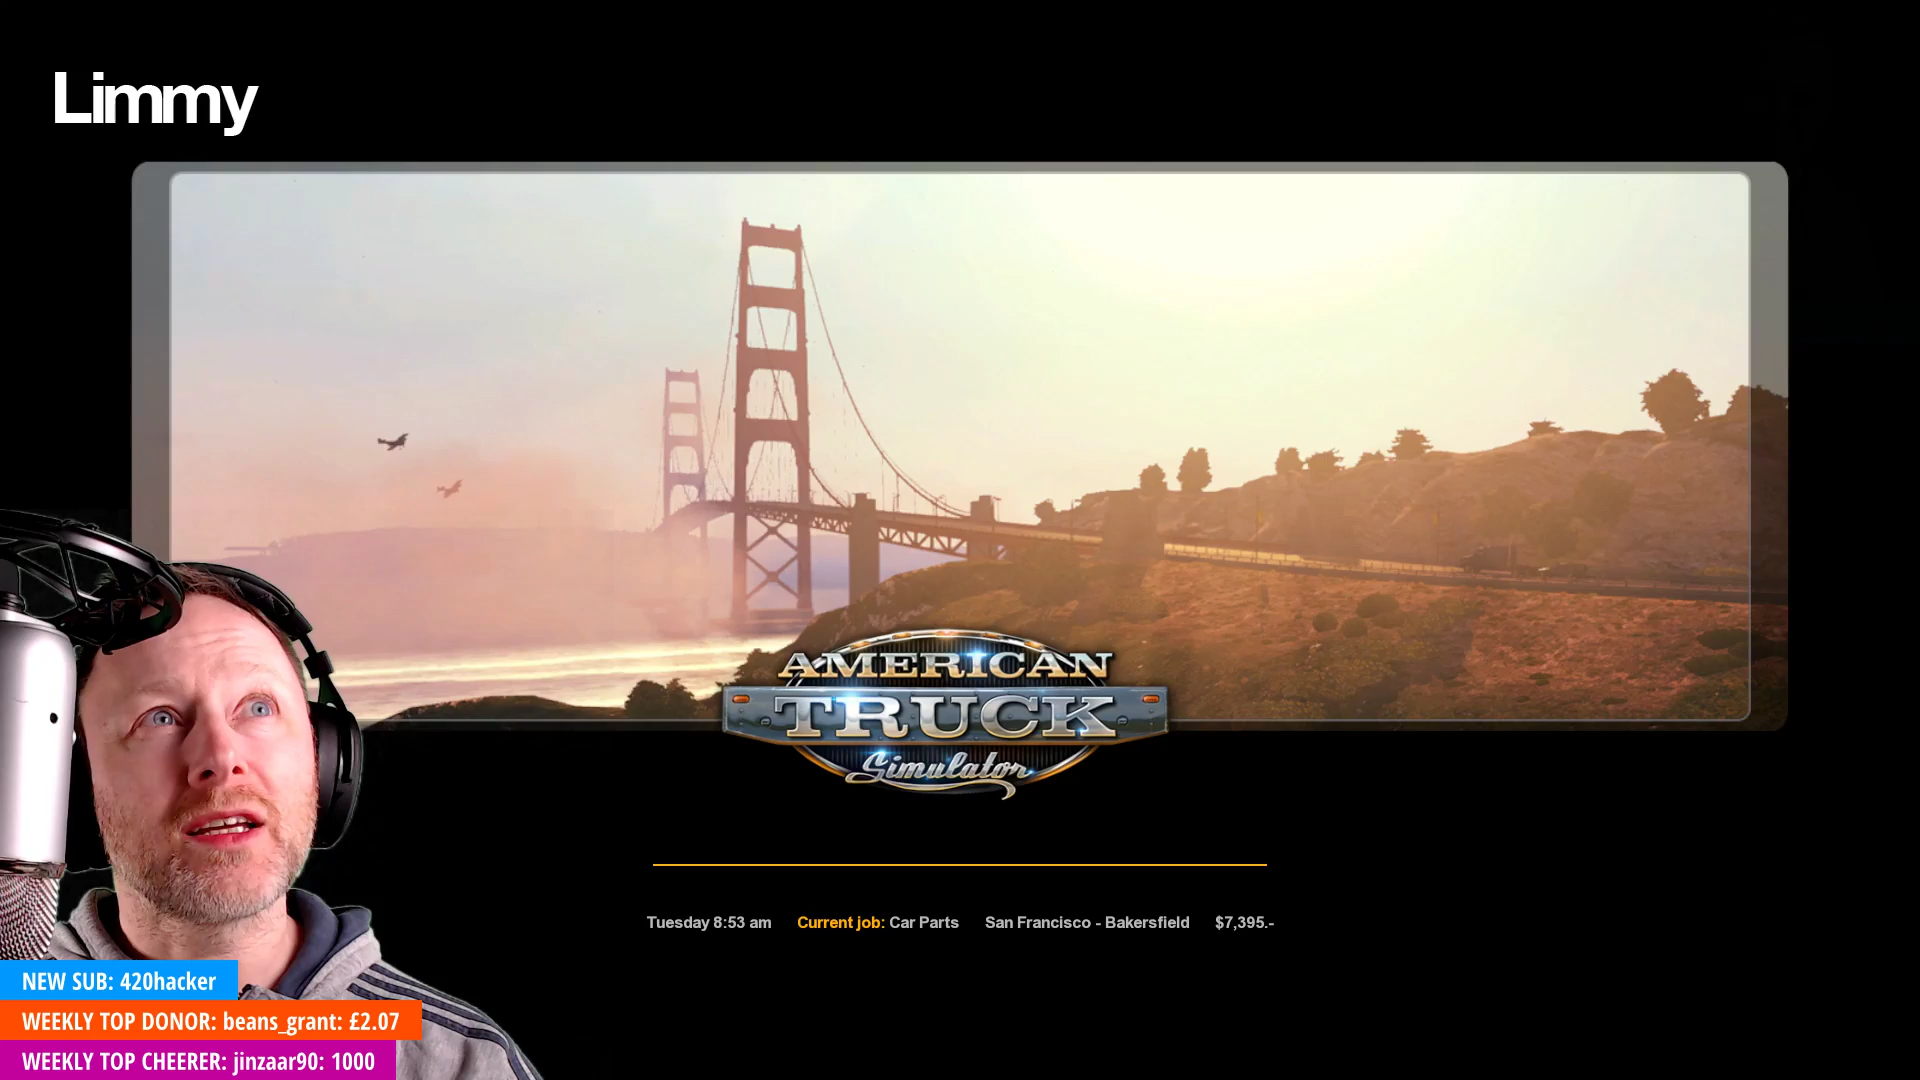 Limmy
AMERICAN
TRUCK
Simulator
Tuesday 8:53 am Current job: Car Parts San Francisco - Bakersfield $7,395.-
NEW SUB: 420hacker
WEEKLY TOP DONOR: beans_grant: £2.07
WEEKLY TOP CHEERER: jinzaar90: 1000